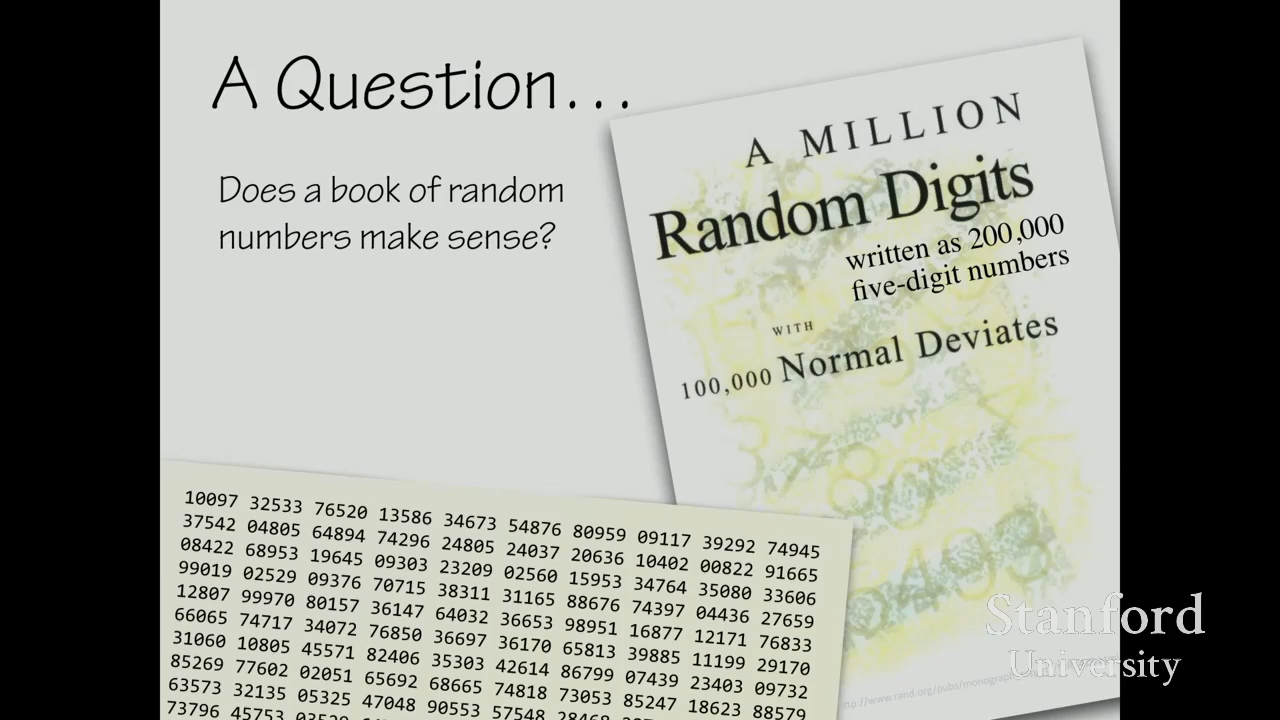 A Question...
Does a book of random
numbers make sense?
A MILLION
Random Digits
written as 200,000
five-digit numbers
WITH
100,000 Normal Deviates
10097 32533 76520 13586 34673 54876 80959 09117 39292 74945
37542 04805 64894 74296 24805 24037 20636 10402 00822 91665
08422 68953 19645 09303 23209 02560 15953 34764 35080 33606
99019 02529 09376 70715 38311 31165 88676 74397 04436 27659
12807 99970 80157 36147 64032 36653 98951 16877 12171 76833
66065 74717 34072 76850 36697 36170 65813 39885 11199 29170
31060 10805 45571 82406 35303 42614 86799 07439 23403 09732
85269 77602 02051 65692 68665 74818 73053 85247 18623 88579
63573 32135 05325 47048 90553 57548
73796 45753
Stanford
University